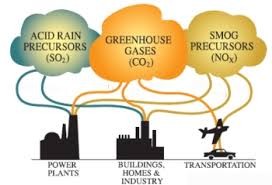 ACID RAIN
PRECURSORS
(SO₂)
GREENHOUSE
GASES
(CO₂)
SMOG
PRECURSORS
(NOX)
POWER
PLANTS
BUILDINGS,
HOMES &
INDUSTRY
TRANSPORTATION